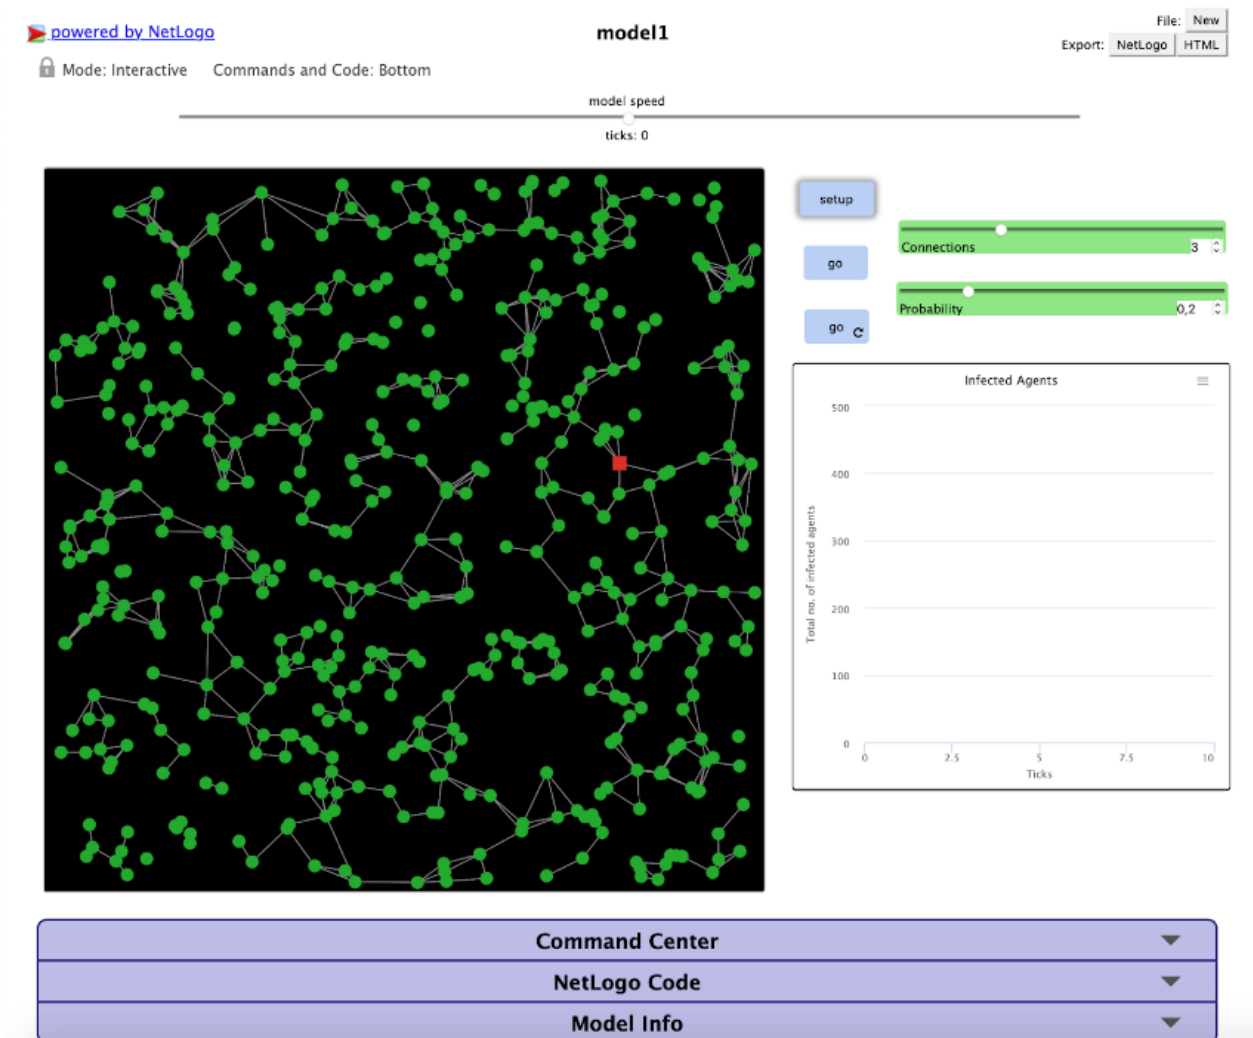 powered by NetLogo
model1
File: New
Export: NetLogo HTML
Mode: Interactive Commands and Code: Bottom
model speed
ticks: 0
setup
Connections 3
go
Probability 0,2
go
Infected Agents
500
400
300
200
100
0
Total no. of infected agents
0 2.5 5 7.5 10
Ticks
Command Center
NetLogo Code
Model Info